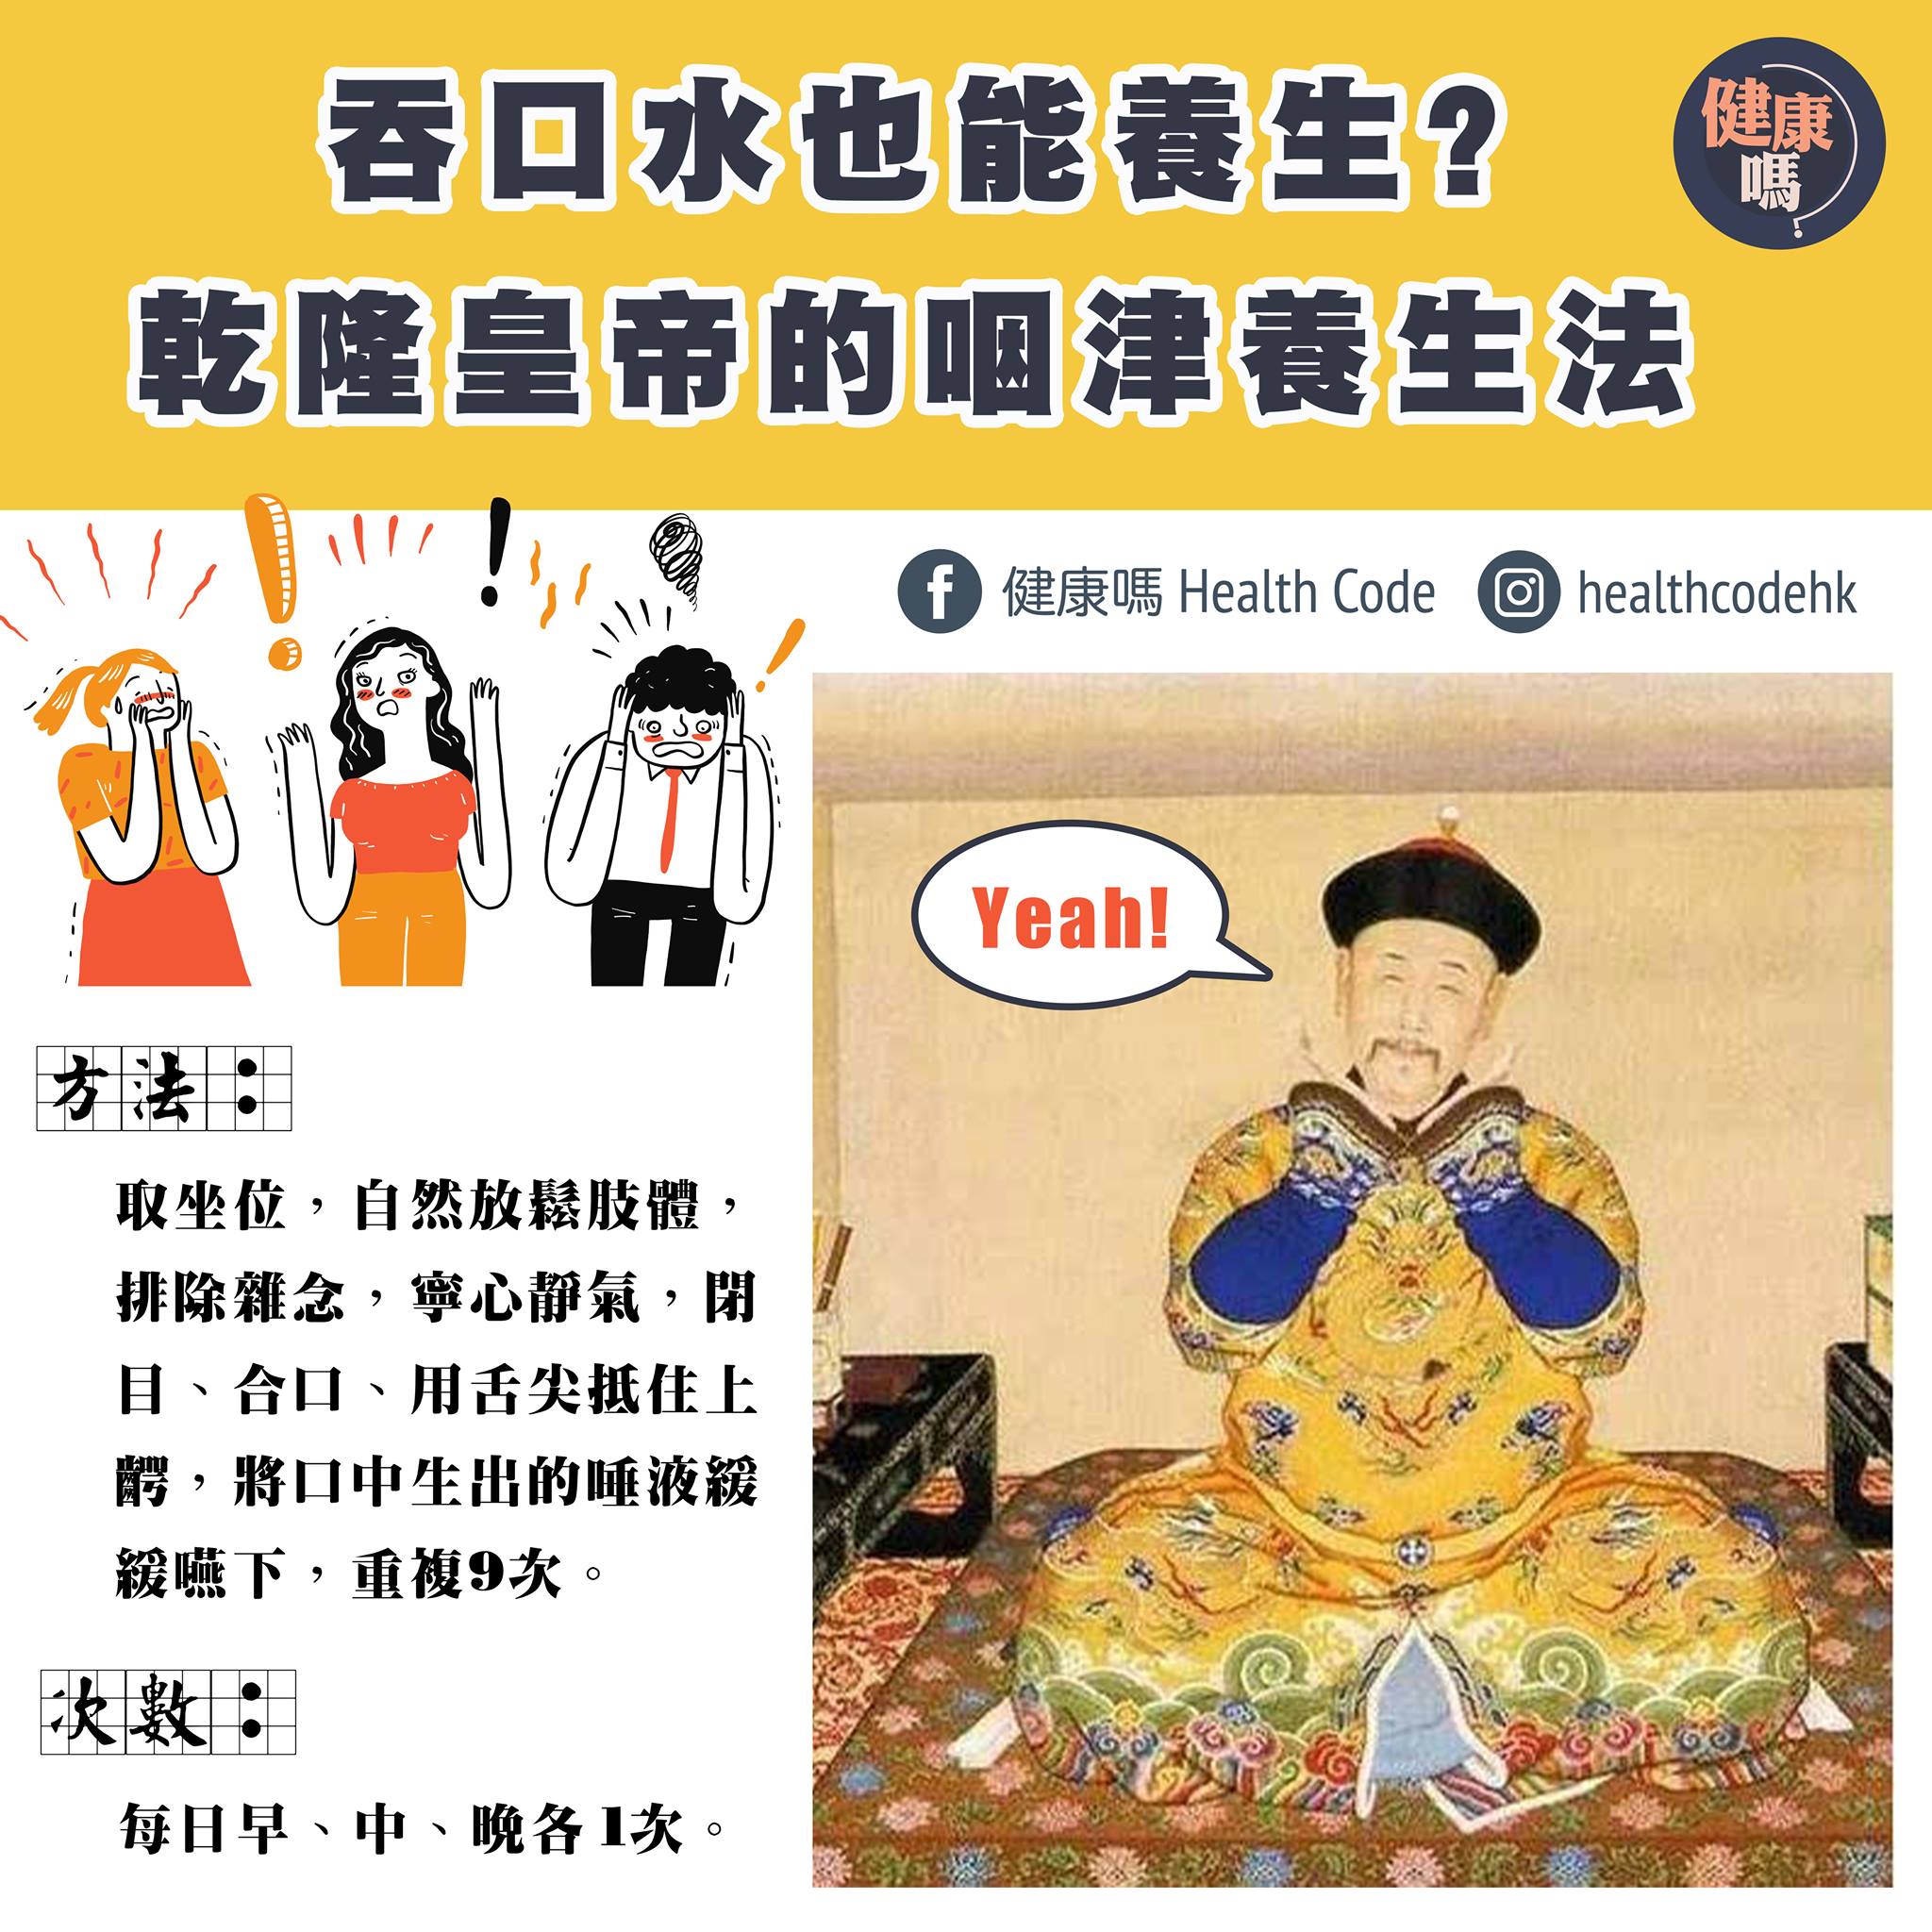 吞口水也能養生?
乾隆皇帝的咽津養生法
健康
嗎?
健康嗎 Health Code
healthcodehk
Yeah!
方法：
取坐位，自然放鬆肢體，
排除雜念，寧心靜氣，閉
目、合口、用舌尖抵住上
齶，將口中生出的唾液緩
緩嚥下，重複9次。
次數：
每日早、中、晚各1次。